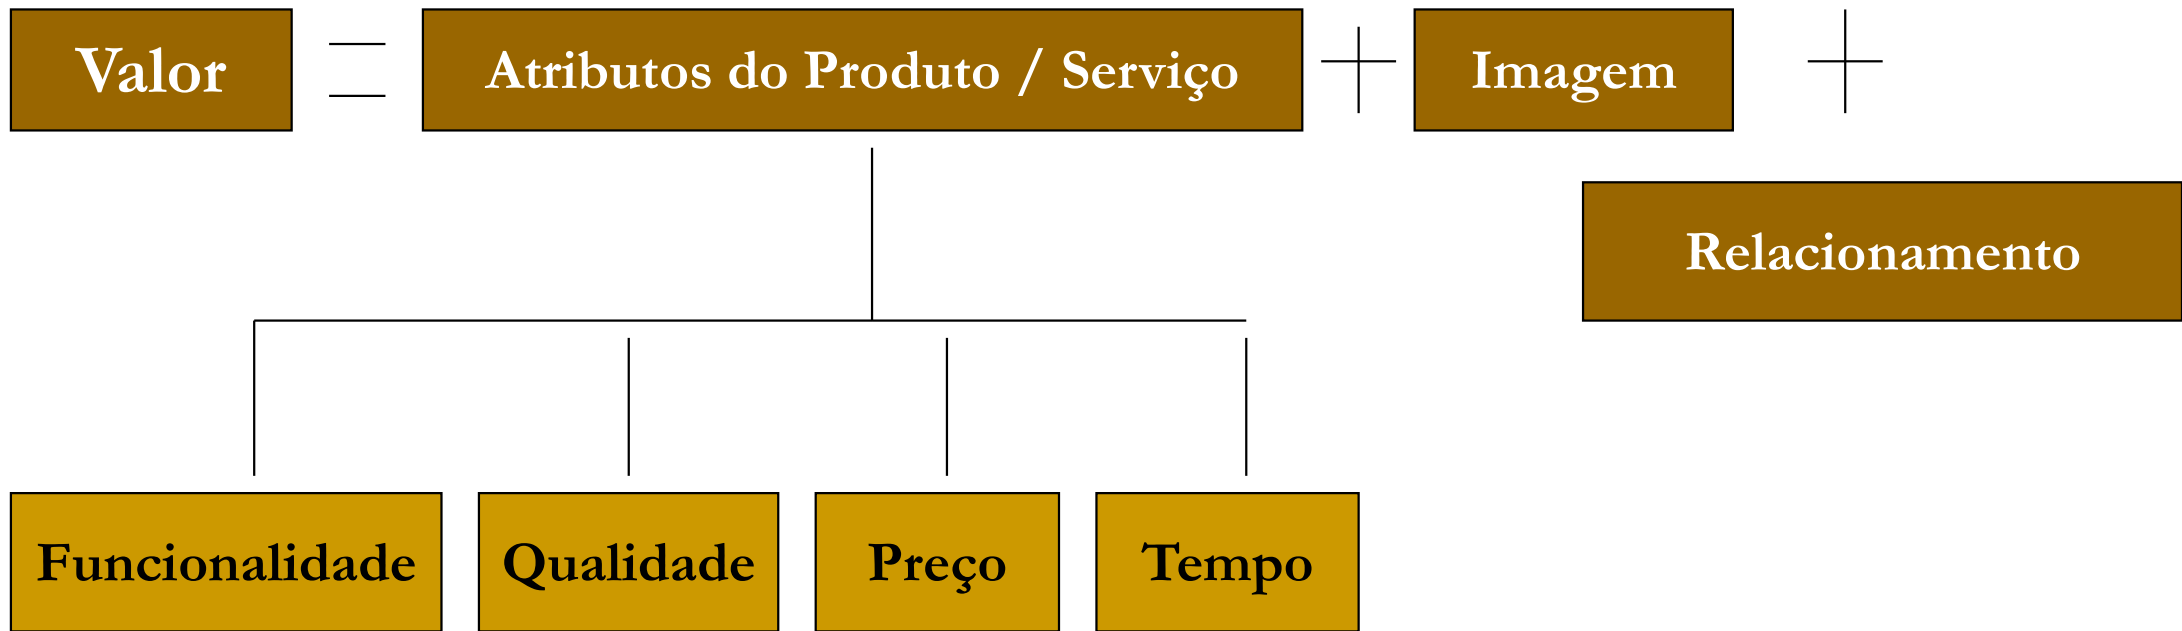 Valor
Atributos do Produto / Serviço
Imagem
Relacionamento
Funcionalidade
Qualidade
Preço
Tempo